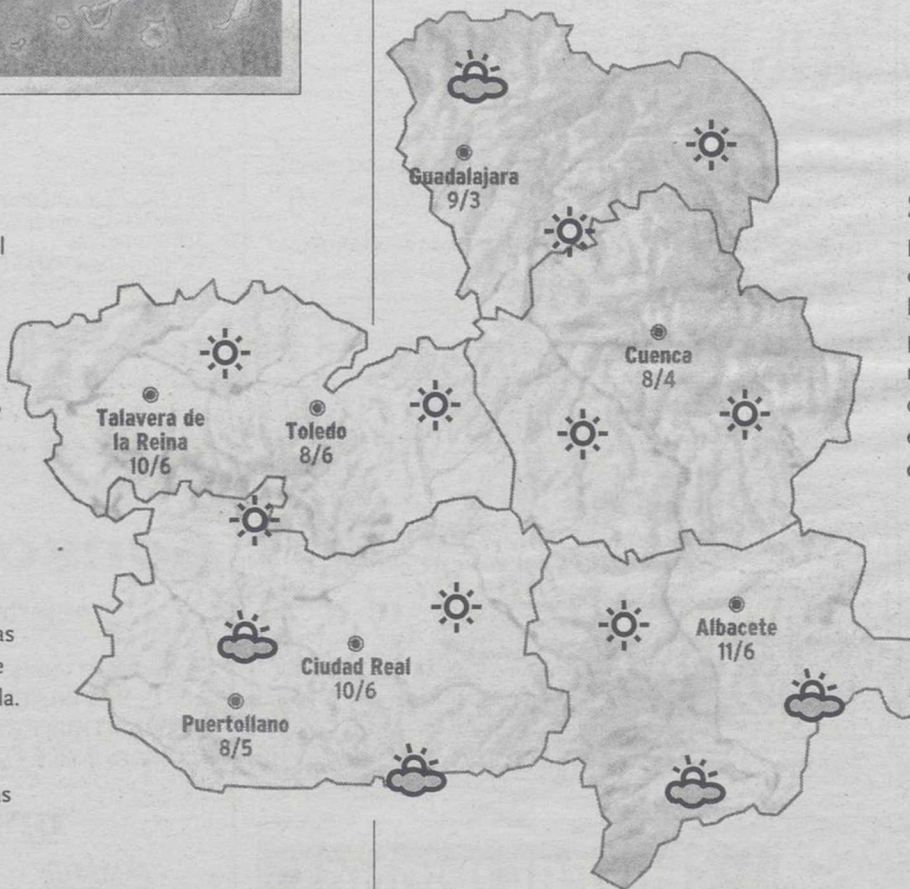 Guadalajara
9/3
Cuenca
8/4
Talavera de
la Reina
10/6
Toledo
8/6
Albacete
11/6
Ciudad Real
10/6
Puertollano
8/5